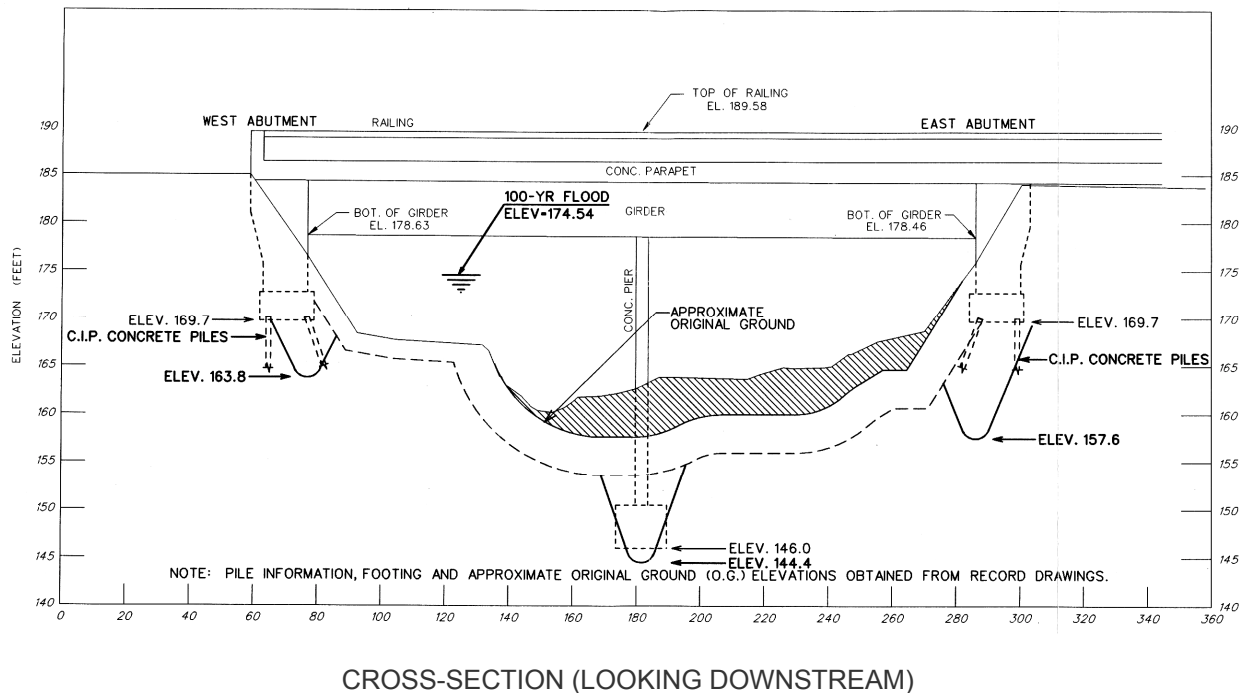 TOP OF RAILING
EL. 189.58
WEST ABUTMENT
RAILING
EAST ABUTMENT
190
190
CONC. PARAPET
185
185
100-YR FLOOD
ELEV=174.54
GIRDER
BOT. OF GIRDER
EL. 178.63
BOT. OF GIRDER
EL. 178.46
180
180
175
175
CONC. PIER
ELEVATION (FEET)
APPROXIMATE
ORIGINAL GROUND
ELEV. 169.7
170
170
ELEV. 169.7
C.I.P. CONCRETE PILES
C.I.P. CONCRETE PILES
165
165
ELEV. 163.8
160
160
ELEV. 157.6
155
155
150
150
ELEV. 146.0
145
145
ELEV. 144.4
NOTE: PILE INFORMATION, FOOTING AND APPROXIMATE ORIGINAL GROUND (O.G.) ELEVATIONS OBTAINED FROM RECORD DRAWINGS.
140
140
0 20 40 60 80 100 120 140 160 180 200 220 240 260 280 300 320 340 360
CROSS-SECTION (LOOKING DOWNSTREAM)